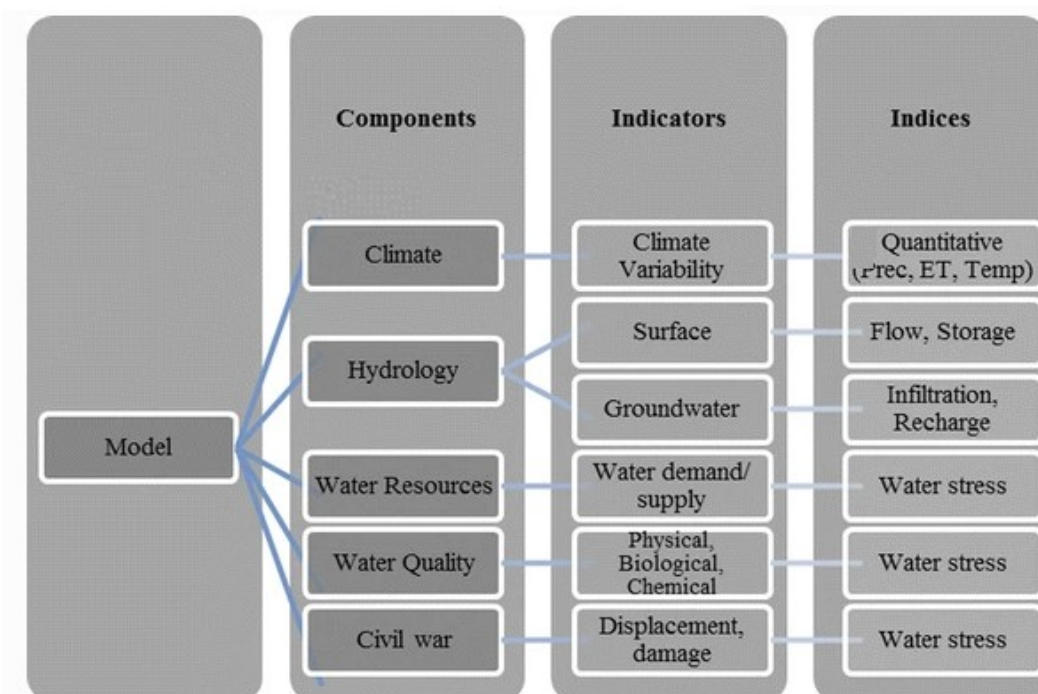 Components
Indicators
Indices
Model
Climate
Climate
Variability
Quantitative
(Prec, ET, Temp)
Hydrology
Surface
Flow, Storage
Groundwater
Infiltration,
Recharge
Water Resources
Water demand/
supply
Water stress
Water Quality
Physical,
Biological,
Chemical
Water stress
Civil war
Displacement,
damage
Water stress